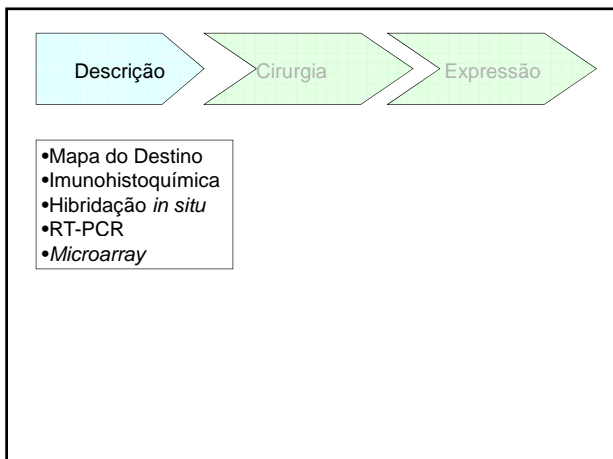 Descrição
Cirurgia
Expressão
•Mapa do Destino
•Imunohistoquímica
•Hibridação in situ
•RT-PCR
•Microarray